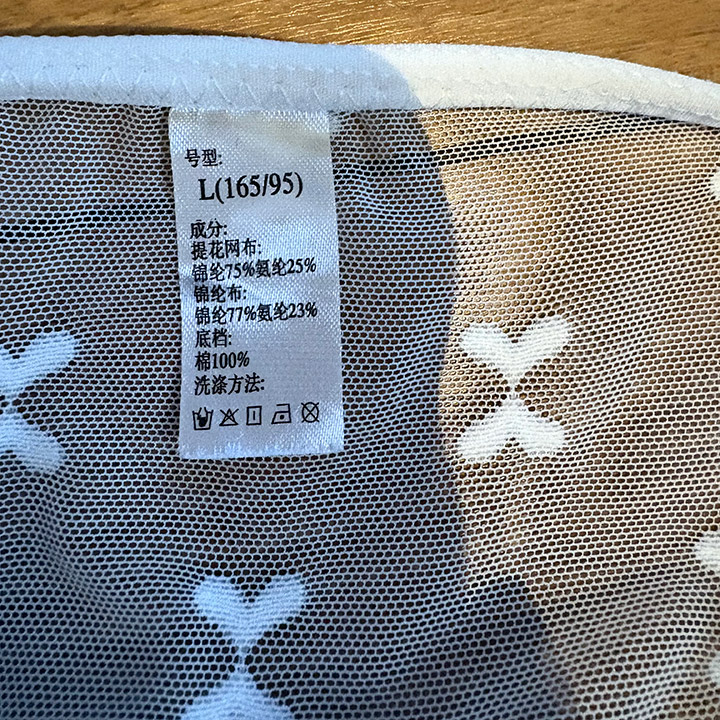 号型:
L(165/95)
成分:
提花网布:
锦纶75%氨纶25%
锦纶布:
锦纶77%氨纶23%
底档:
棉100%
洗涤方法: